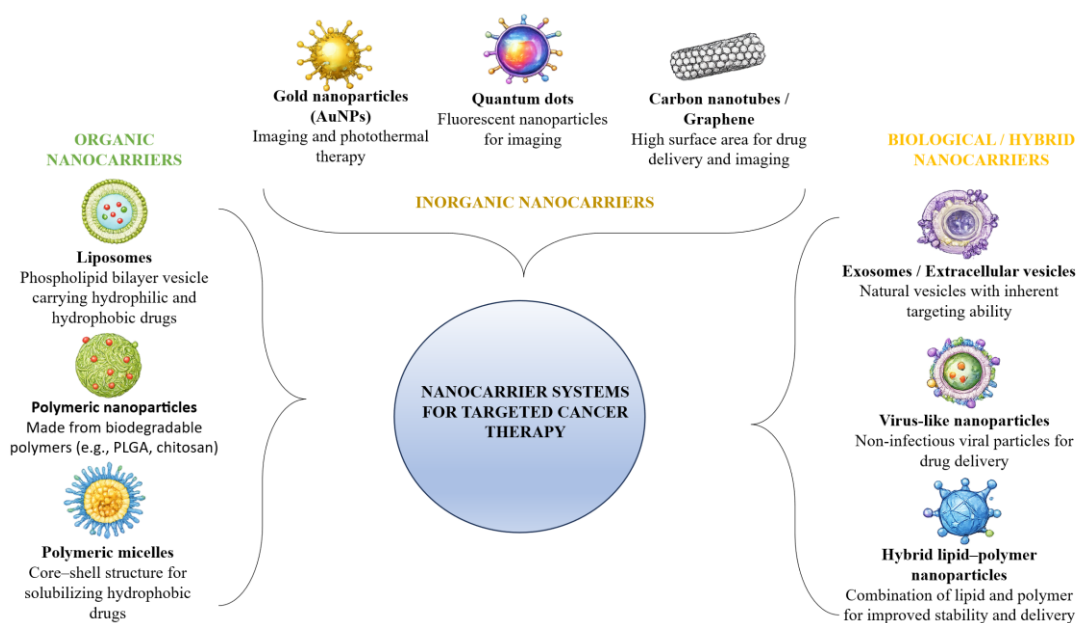 Gold nanoparticles
(AuNPs)
Imaging and photothermal
therapy
Quantum dots
Fluorescent nanoparticles
for imaging
Carbon nanotubes /
Graphene
High surface area for drug
delivery and imaging
INORGANIC NANOCARRIERS
ORGANIC
NANOCARRIERS
Liposomes
Phospholipid bilayer vesicle
carrying hydrophilic and
hydrophobic drugs
Polymeric nanoparticles
Made from biodegradable
polymers (e.g., PLGA, chitosan)
Polymeric micelles
Core–shell structure for
solubilizing hydrophobic
drugs
NANOCARRIER SYSTEMS
FOR TARGETED CANCER
THERAPY
BIOLOGICAL / HYBRID
NANOCARRIERS
Exosomes / Extracellular vesicles
Natural vesicles with inherent
targeting ability
Virus-like nanoparticles
Non-infectious viral particles for
drug delivery
Hybrid lipid–polymer
nanoparticles
Combination of lipid and polymer
for improved stability and delivery